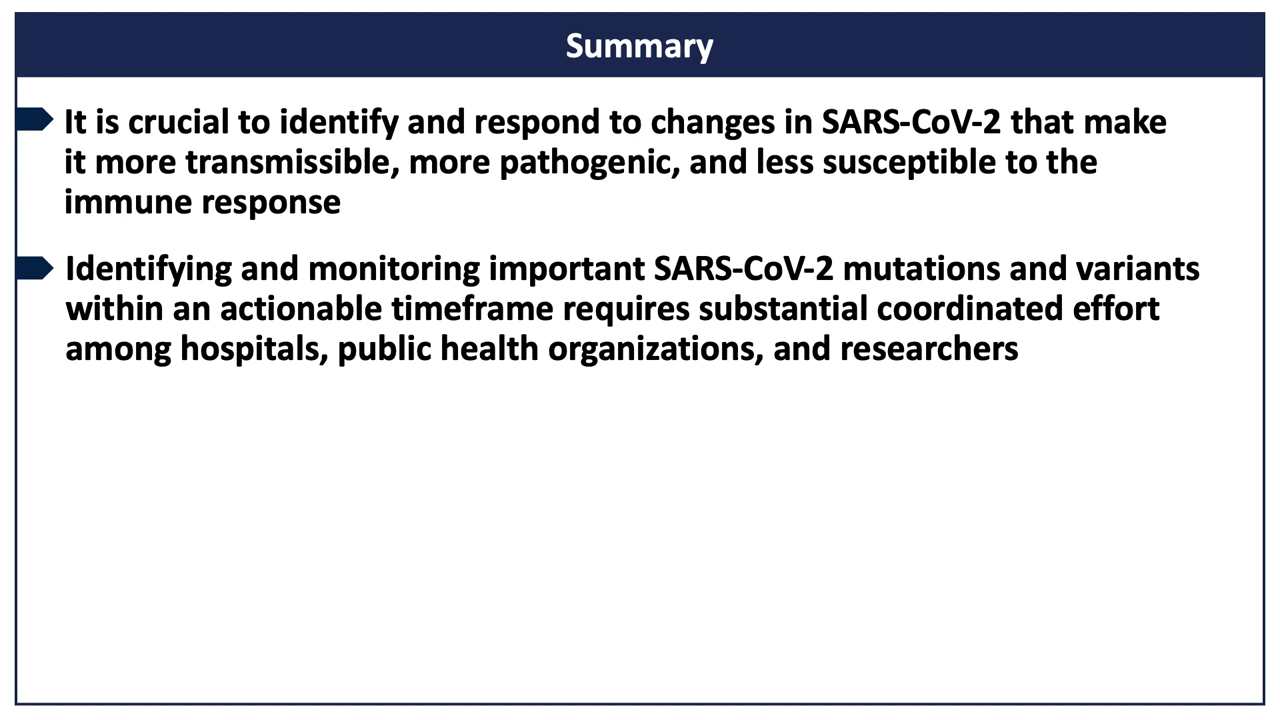 Summary
It is crucial to identify and respond to changes in SARS-CoV-2 that make
it more transmissible, more pathogenic, and less susceptible to the
immune response
Identifying and monitoring important SARS-CoV-2 mutations and variants
within an actionable timeframe requires substantial coordinated effort
among hospitals, public health organizations, and researchers